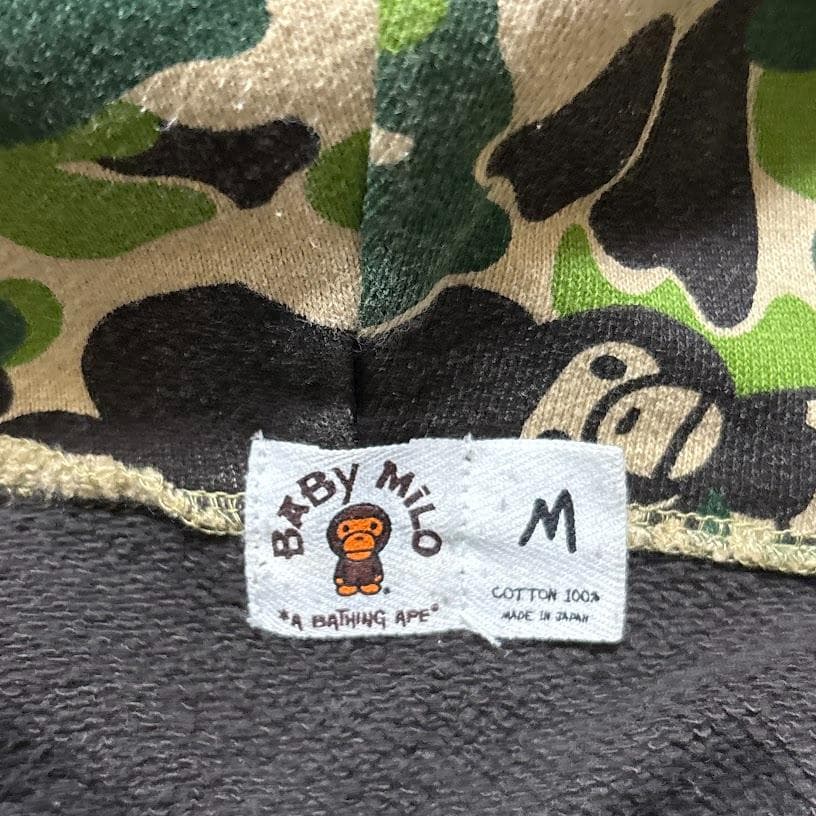 BABY MiLO
*A BATHING APE®
M
COTTON 100%
MADE IN JAPAN